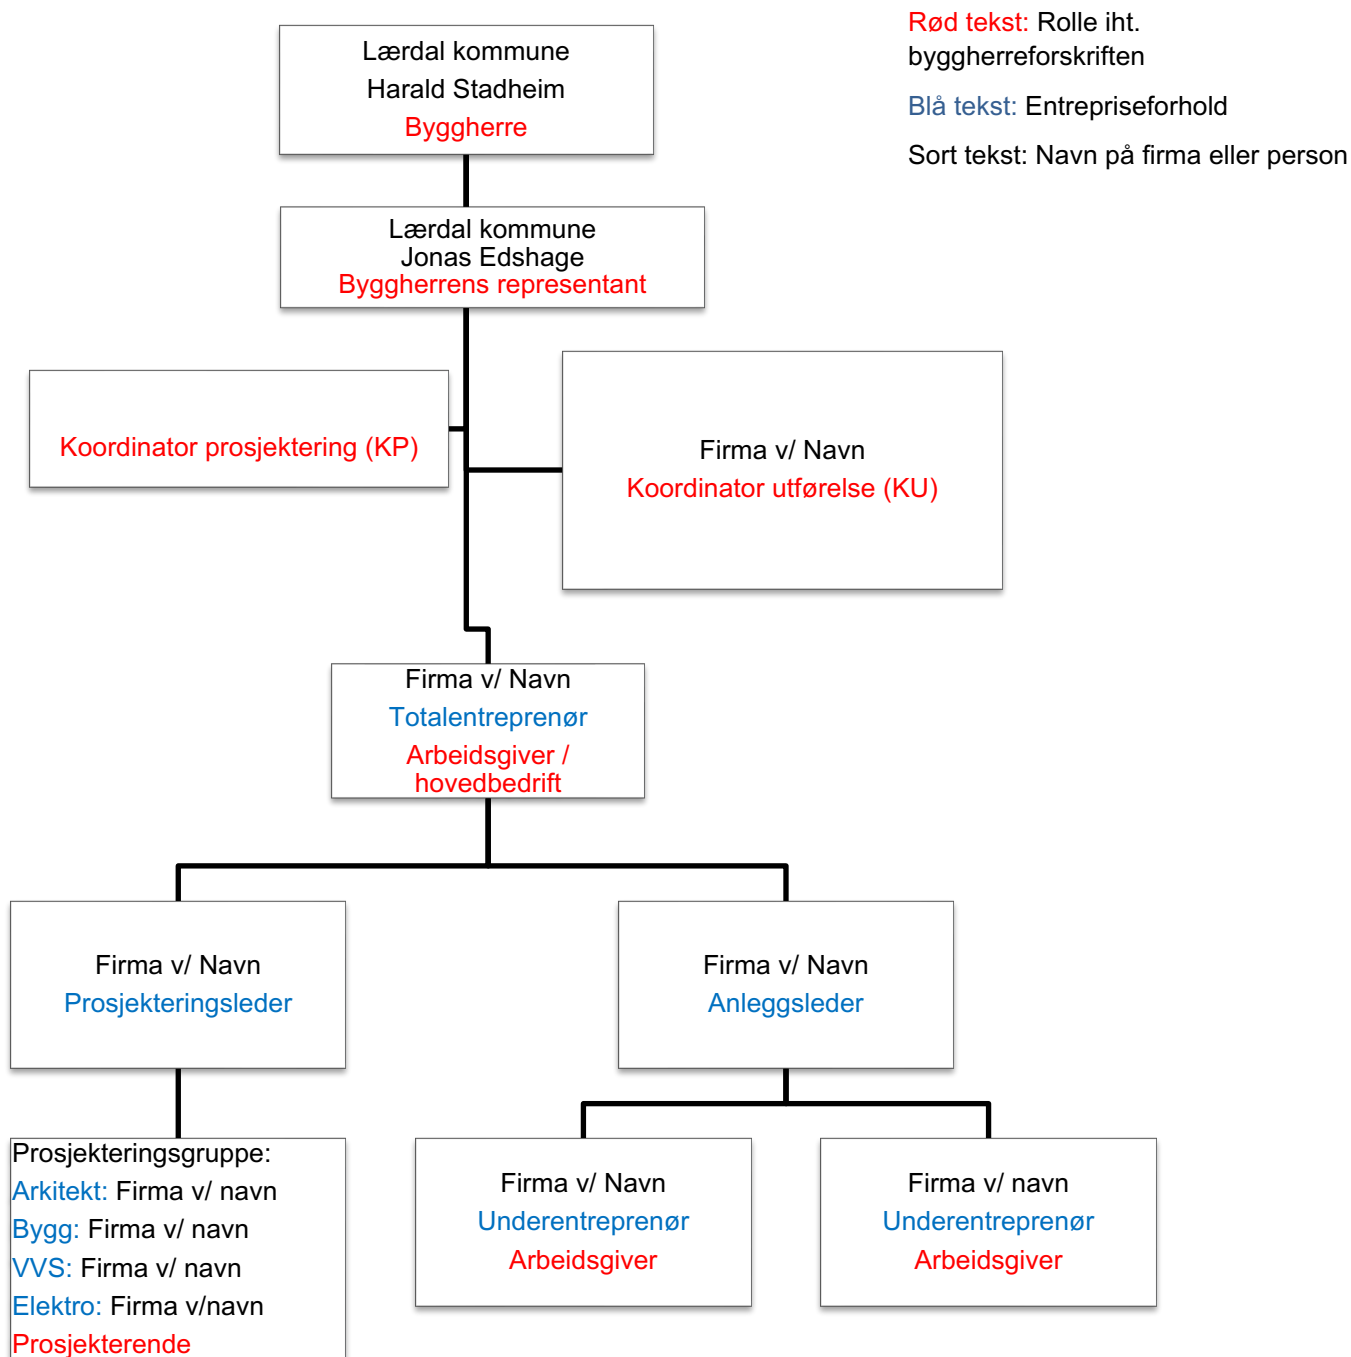 Rød tekst: Rolle iht.
byggherreforskriften
Blå tekst: Entrepriseforhold
Sort tekst: Navn på firma eller person
Lærdal kommune
Harald Stadheim
Byggherre
Lærdal kommune
Jonas Edshage
Byggherrens representant
Koordinator prosjektering (KP)
Firma v/ Navn
Koordinator utførelse (KU)
Firma v/ Navn
Totalentreprenør
Arbeidsgiver /
hovedbedrift
Firma v/ Navn
Prosjekteringsleder
Firma v/ Navn
Anleggsleder
Prosjekteringsgruppe:
Arkitekt: Firma v/ navn
Bygg: Firma v/ navn
VVS: Firma v/ navn
Elektro: Firma v/navn
Prosjekterende
Firma v/ Navn
Underentreprenør
Arbeidsgiver
Firma v/ navn
Underentreprenør
Arbeidsgiver